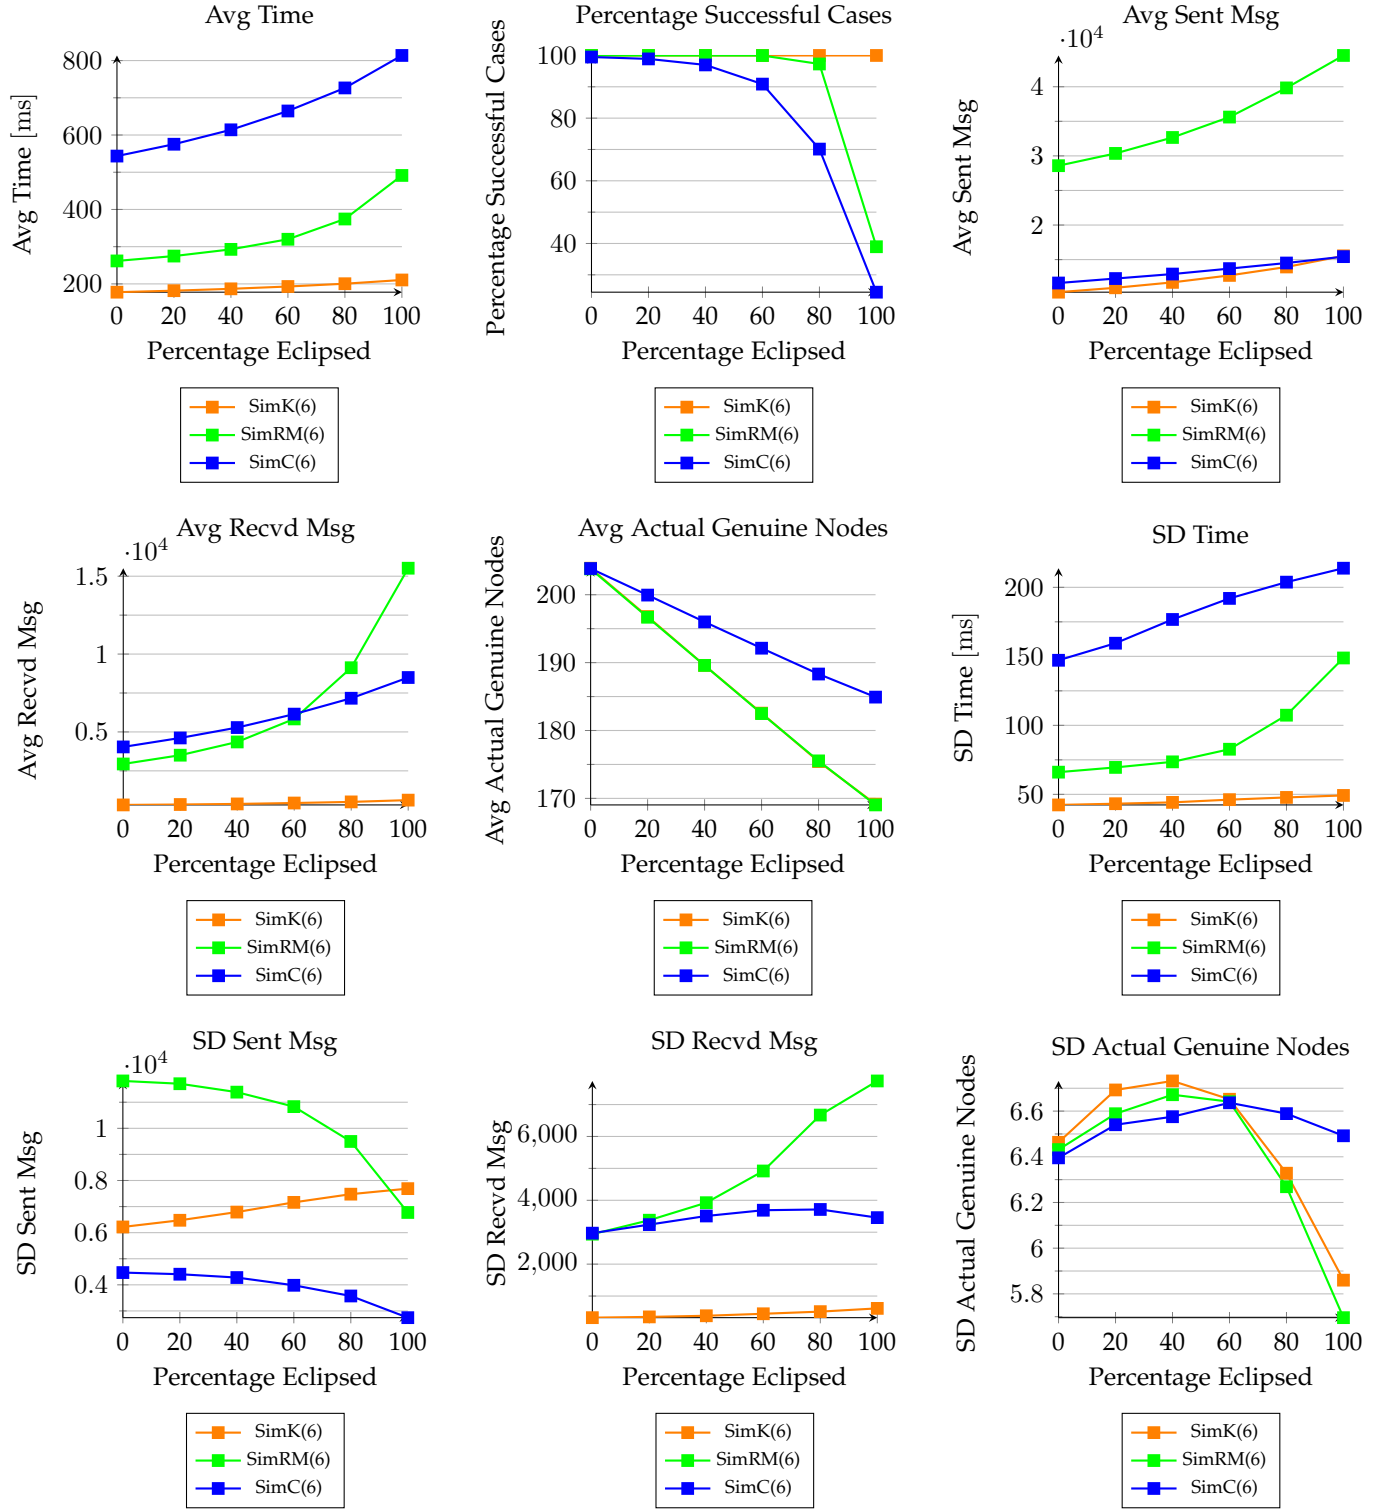 Avg Time
Avg Time [ms]
800
600
400
200
0 20 40 60 80 100
Percentage Eclipsed
SimK(6)
SimRM(6)
SimC(6)
Percentage Successful Cases
Percentage Successful Cases
100
80
60
40
0 20 40 60 80 100
Percentage Eclipsed
SimK(6)
SimRM(6)
SimC(6)
Avg Sent Msg
·10⁴
Avg Sent Msg
4
3
2
0 20 40 60 80 100
Percentage Eclipsed
SimK(6)
SimRM(6)
SimC(6)
Avg Recvd Msg
·10⁴
Avg Recvd Msg
1.5
1
0.5
0 20 40 60 80 100
Percentage Eclipsed
SimK(6)
SimRM(6)
SimC(6)
Avg Actual Genuine Nodes
Avg Actual Genuine Nodes
200
190
180
170
0 20 40 60 80 100
Percentage Eclipsed
SimK(6)
SimRM(6)
SimC(6)
SD Time
SD Time [ms]
200
150
100
50
0 20 40 60 80 100
Percentage Eclipsed
SimK(6)
SimRM(6)
SimC(6)
SD Sent Msg
·10⁴
SD Sent Msg
1
0.8
0.6
0.4
0 20 40 60 80 100
Percentage Eclipsed
SimK(6)
SimRM(6)
SimC(6)
SD Recvd Msg
SD Recvd Msg
6,000
4,000
2,000
0 20 40 60 80 100
Percentage Eclipsed
SimK(6)
SimRM(6)
SimC(6)
SD Actual Genuine Nodes
SD Actual Genuine Nodes
6.6
6.4
6.2
6
5.8
0 20 40 60 80 100
Percentage Eclipsed
SimK(6)
SimRM(6)
SimC(6)